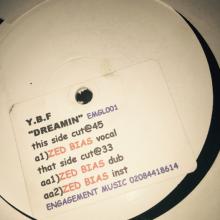 Y.B.F
"DREAMIN" EMGL001
this side cut@45
a1)ZED BIAS vocal
that side cut@33
aa1)ZED BIAS dub
aa2)ZED BIAS inst
ENGAGEMENT MUSIC 02084418614